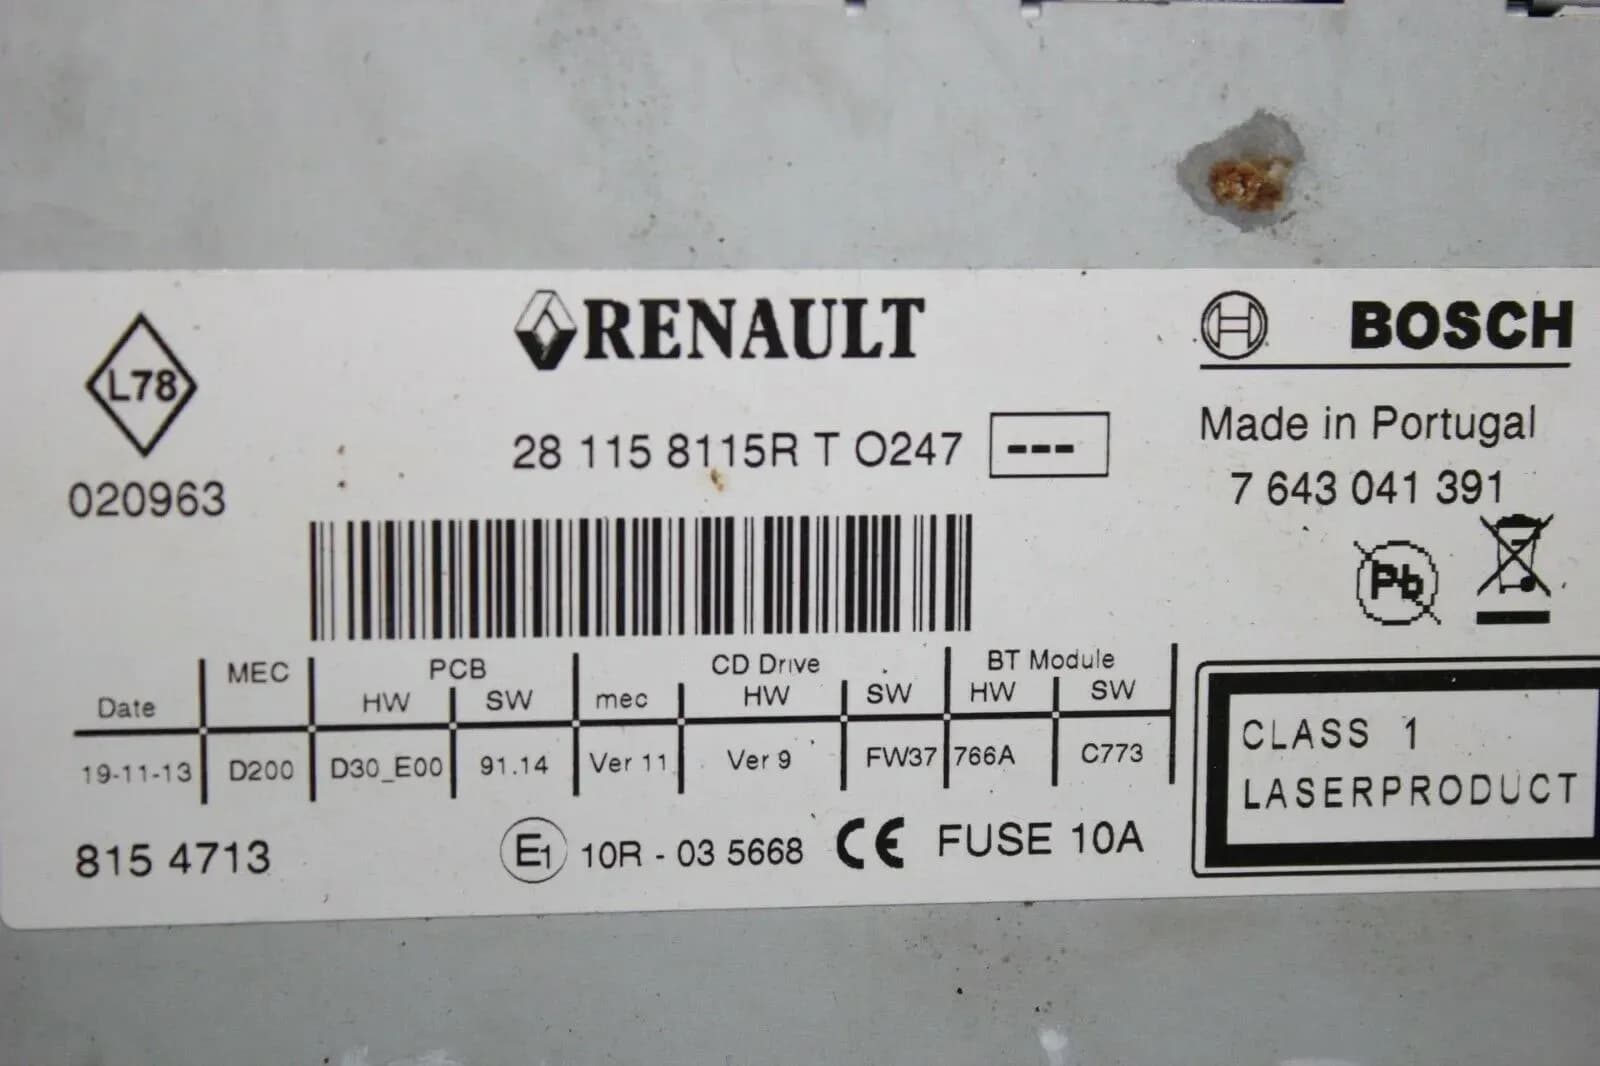 L78
020963
RENAULT
28 115 8115R T O247
---
BOSCH
Made in Portugal
7 643 041 391
Pb
MEC PCB CD Drive BT Module
Date HW SW mec HW SW HW SW
19-11-13 D200 D30_E00 91.14 Ver 11 Ver 9 FW37 766A C773
815 4713
E1 10R - 03 5668 CE FUSE 10A
CLASS 1
LASERPRODUCT